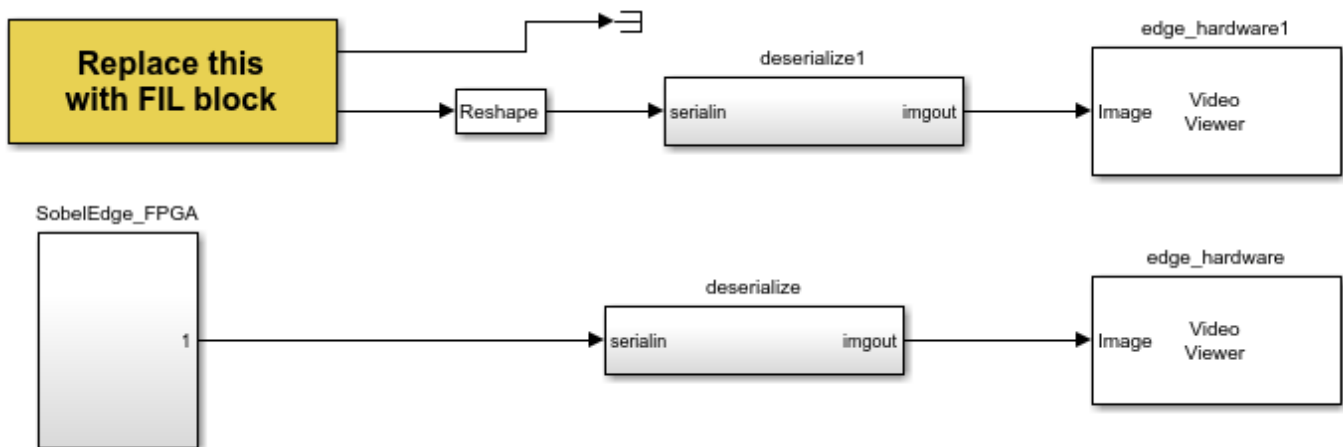 edge_hardware1
Replace this
with FIL block
deserialize1
Reshape
serialin
imgout
Image
Video
Viewer
SobelEdge_FPGA
edge_hardware
deserialize
1
serialin
imgout
Image
Video
Viewer